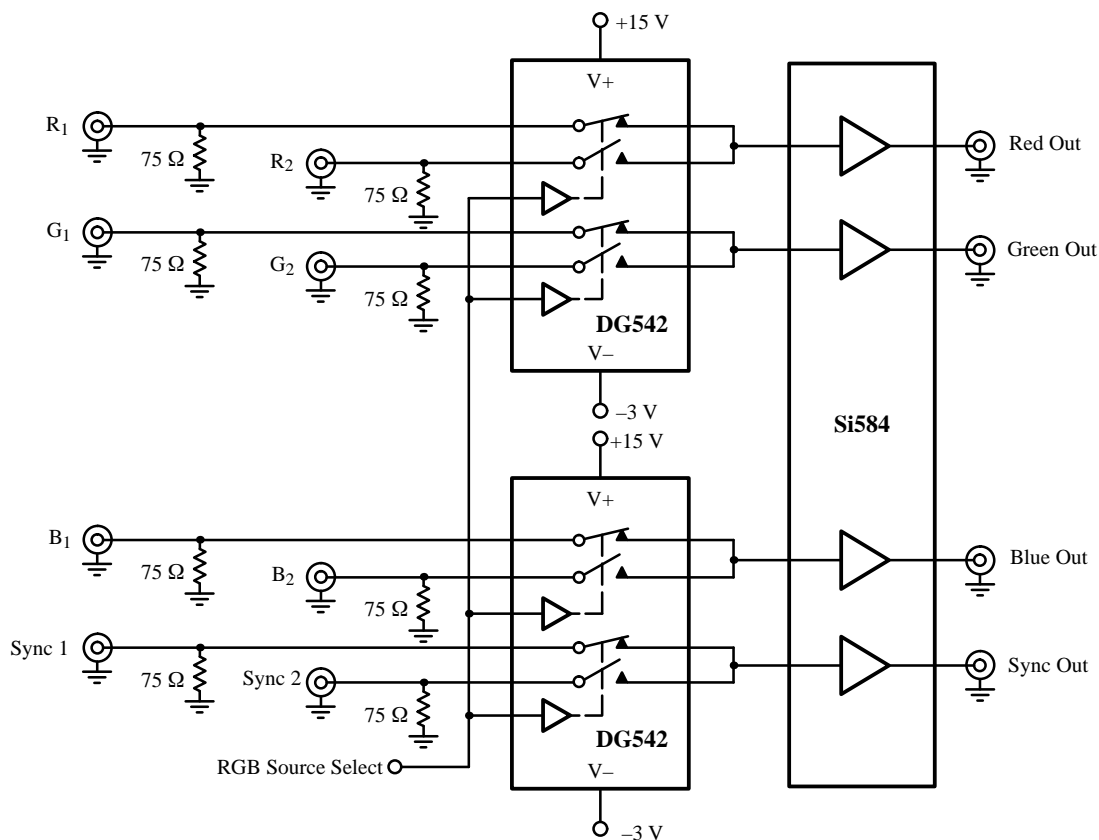 +15 V
V+
R1
75 Ω
R2
75 Ω
Red Out
G1
75 Ω
G2
75 Ω
Green Out
DG542
V–
–3 V
+15 V
Si584
V+
B1
75 Ω
B2
75 Ω
Blue Out
Sync 1
75 Ω
Sync 2
75 Ω
Sync Out
DG542
RGB Source Select
V–
–3 V